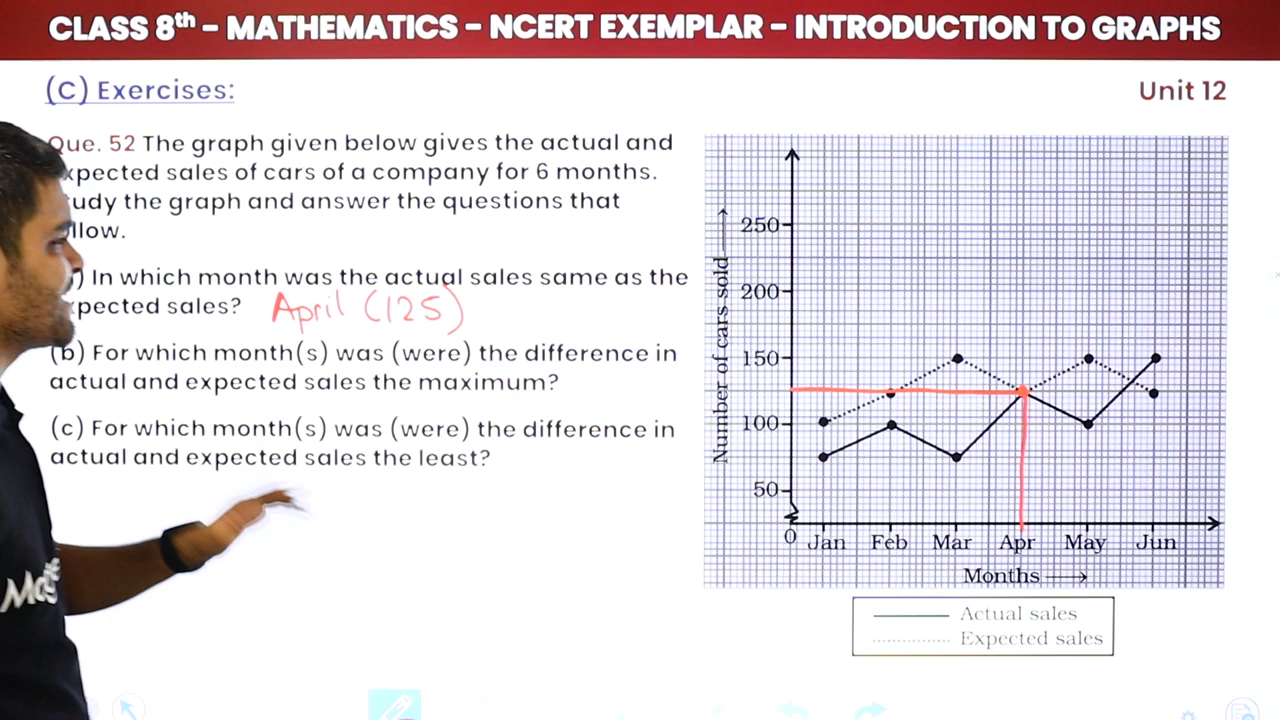 CLASS 8th – MATHEMATICS – NCERT EXEMPLAR – INTRODUCTION TO GRAPHS
(C) Exercises:
Unit 12
Que. 52 The graph given below gives the actual and
xpected sales of cars of a company for 6 months.
udy the graph and answer the questions that
llow.
) In which month was the actual sales same as the
xpected sales? April (125)
(b) For which month(s) was (were) the difference in
actual and expected sales the maximum?
(c) For which month(s) was (were) the difference in
actual and expected sales the least?
Number of cars sold
250
200
150
100
50
0
Jan Feb Mar Apr May Jun
Months
Actual sales
Expected sales